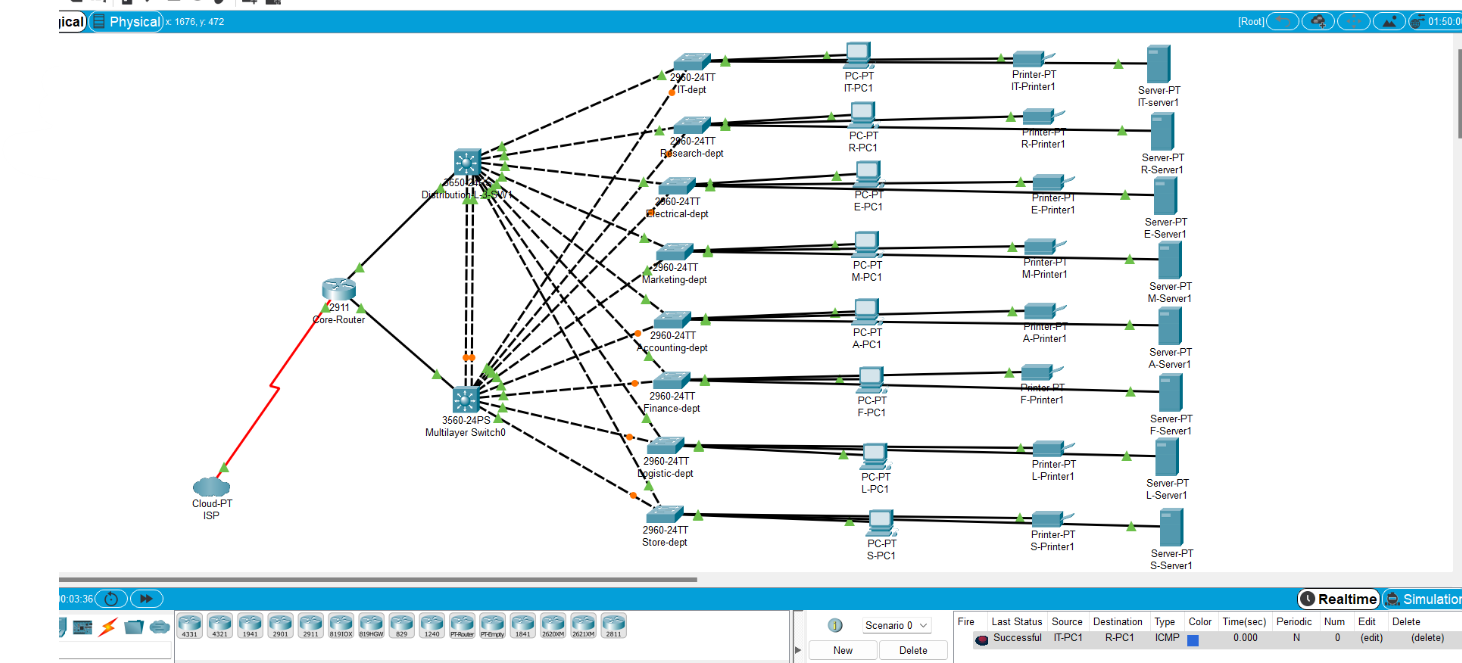 ical
Physical
x: 1676, y: 472
[Root]
01:50:0
2960-24TT
IT-dept
PC-PT
IT-PC1
Printer-PT
IT-Printer1
Server-PT
IT-server1
2960-24TT
Research-dept
PC-PT
R-PC1
Printer-PT
R-Printer1
Server-PT
R-Server1
Distribution-L-3-SW1
2960-24TT
Electrical-dept
PC-PT
E-PC1
Printer-PT
E-Printer1
Server-PT
E-Server1
2960-24TT
Marketing-dept
PC-PT
M-PC1
Printer-PT
M-Printer1
Server-PT
M-Server1
2911
Core-Router
2960-24TT
Accounting-dept
PC-PT
A-PC1
Printer-PT
A-Printer1
Server-PT
A-Server1
2960-24TT
Finance-dept
PC-PT
F-PC1
Printer-PT
F-Printer1
Server-PT
F-Server1
3560-24PS
Multilayer Switch0
2960-24TT
Logistic-dept
PC-PT
L-PC1
Printer-PT
L-Printer1
Server-PT
L-Server1
Cloud-PT
ISP
2960-24TT
Store-dept
PC-PT
S-PC1
Printer-PT
S-Printer1
Server-PT
S-Server1
00:03:36
Realtime
Simulation
4331 4321 1941 2901 2911 819IOX 819HGW 829 1240 PT-Router PT-Empty 1841 2620XM 2621XM 2811
Scenario 0
New Delete
Fire Last Status Source Destination Type Color Time(sec) Periodic Num Edit Delete
Successful IT-PC1 R-PC1 ICMP 0.000 N 0 (edit) (delete)